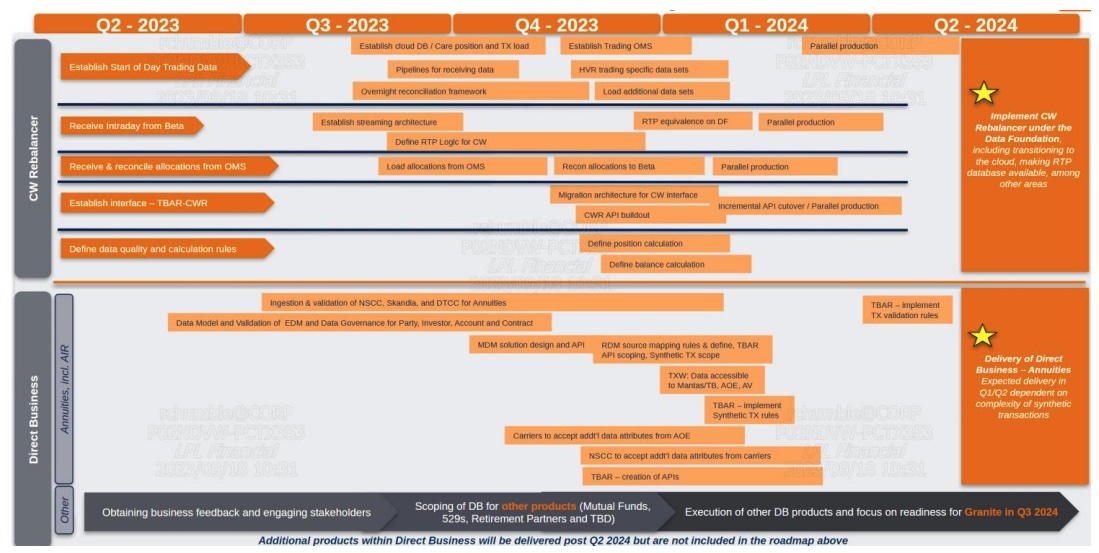 Q2 - 2023
Q3 - 2023
Q4 - 2023
Q1 - 2024
Q2 - 2024
CW Rebalancer
Establish Start of Day Trading Data
Establish cloud DB / Care position and TX load
Establish Trading OMS
Parallel production
Pipelines for receiving data
HVR trading specific data sets
Overnight reconciliation framework
Load additional data sets
Receive Intraday from Beta
Establish streaming architecture
RTP equivalence on DF
Parallel production
Define RTP Logic for CW
Receive & reconcile allocations from OMS
Load allocations from OMS
Recon allocations to Beta
Parallel production
Establish interface – TBAR-CWR
Migration architecture for CW interface
Incremental API cutover / Parallel production
CWR API buildout
Define data quality and calculation rules
Define position calculation
Define balance calculation
Implement CW
Rebalancer under the
Data Foundation,
including transitioning to
the cloud, making RTP
database available, among
other areas
Direct Business
Annuities, incl. AIR
Ingestion & validation of NSCC, Skandia, and DTCC for Annuities
TBAR – implement
TX validation rules
Data Model and Validation of EDM and Data Governance for Party, Investor, Account and Contract
MDM solution design and API
RDM source mapping rules & define, TBAR
API scoping, Synthetic TX scope
TXW: Data accessible
to Mantas/TB, AOE, AV
TBAR – implement
Synthetic TX rules
Carriers to accept addt'l data attributes from AOE
NSCC to accept addt'l data attributes from carriers
TBAR – creation of APIs
Delivery of Direct
Business – Annuities
Expected delivery in
Q1/Q2 dependent on
complexity of synthetic
transactions
Other
Obtaining business feedback and engaging stakeholders
Scoping of DB for other products (Mutual Funds,
529s, Retirement Partners and TBD)
Execution of other DB products and focus on readiness for Granite in Q3 2024
Additional products within Direct Business will be delivered post Q2 2024 but are not included in the roadmap above
LPL Financial